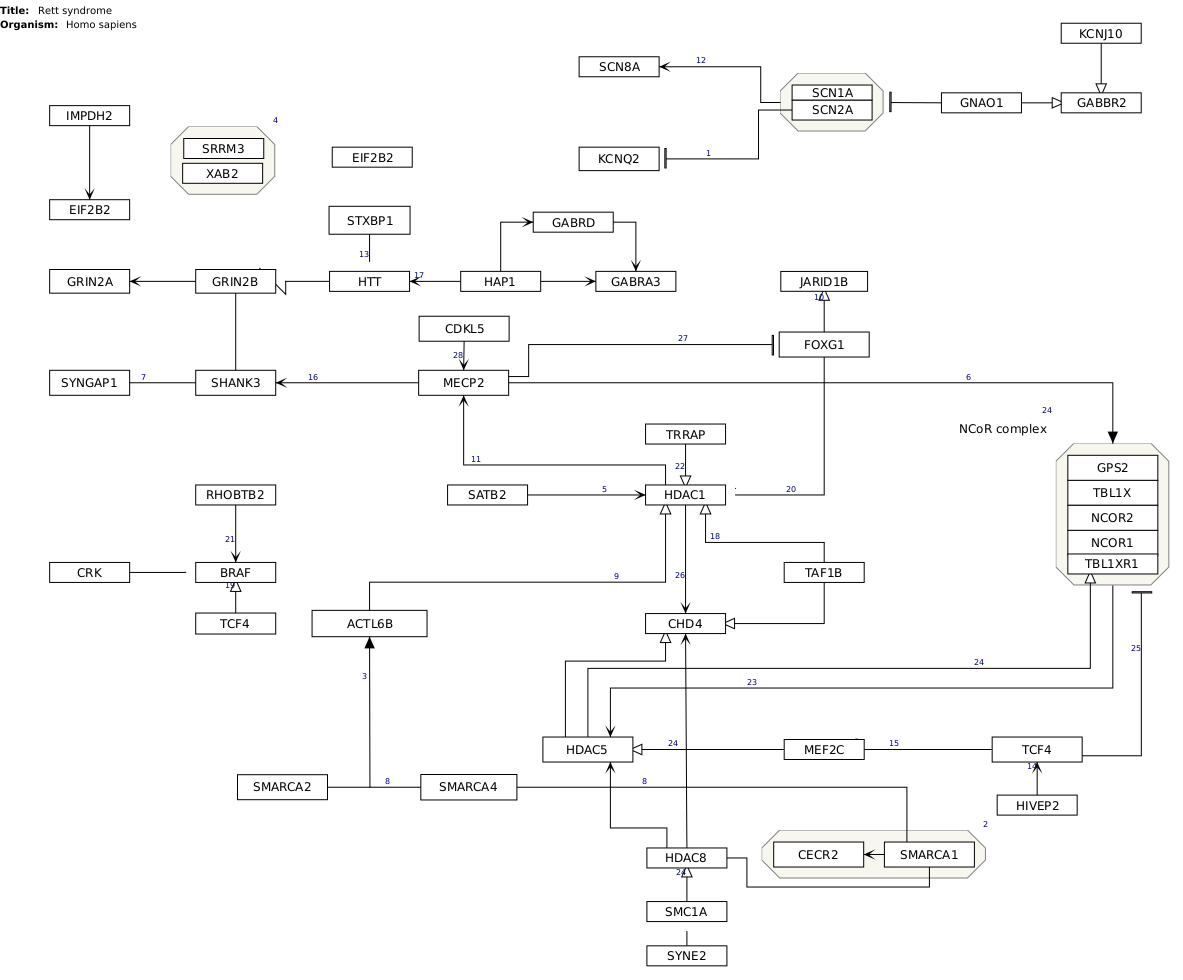 Title: Rett syndrome
Organism: Homo sapiens
KCNJ10
12
SCN8A
SCN1A
SCN2A
GNAO1
GABBR2
IMPDH2
4
SRRM3
XAB2
EIF2B2
KCNQ2
1
EIF2B2
STXBP1
GABRD
13
17
GRIN2A
GRIN2B
HTT
HAP1
GABRA3
JARID1B
10
CDKL5
27
FOXG1
28
SYNGAP1
7
SHANK3
16
MECP2
6
24
NCoR complex
TRRAP
11
22
GPS2
TBL1X
NCOR2
NCOR1
TBL1XR1
RHOBTB2
SATB2
5
HDAC1
20
21
18
CRK
BRAF
19
9
26
TAF1B
TCF4
ACTL6B
CHD4
25
24
3
23
HDAC5
24
MEF2C
15
TCF4
14
SMARCA2
8
SMARCA4
8
HIVEP2
2
HDAC8
CECR2
SMARCA1
24
SMC1A
SYNE2